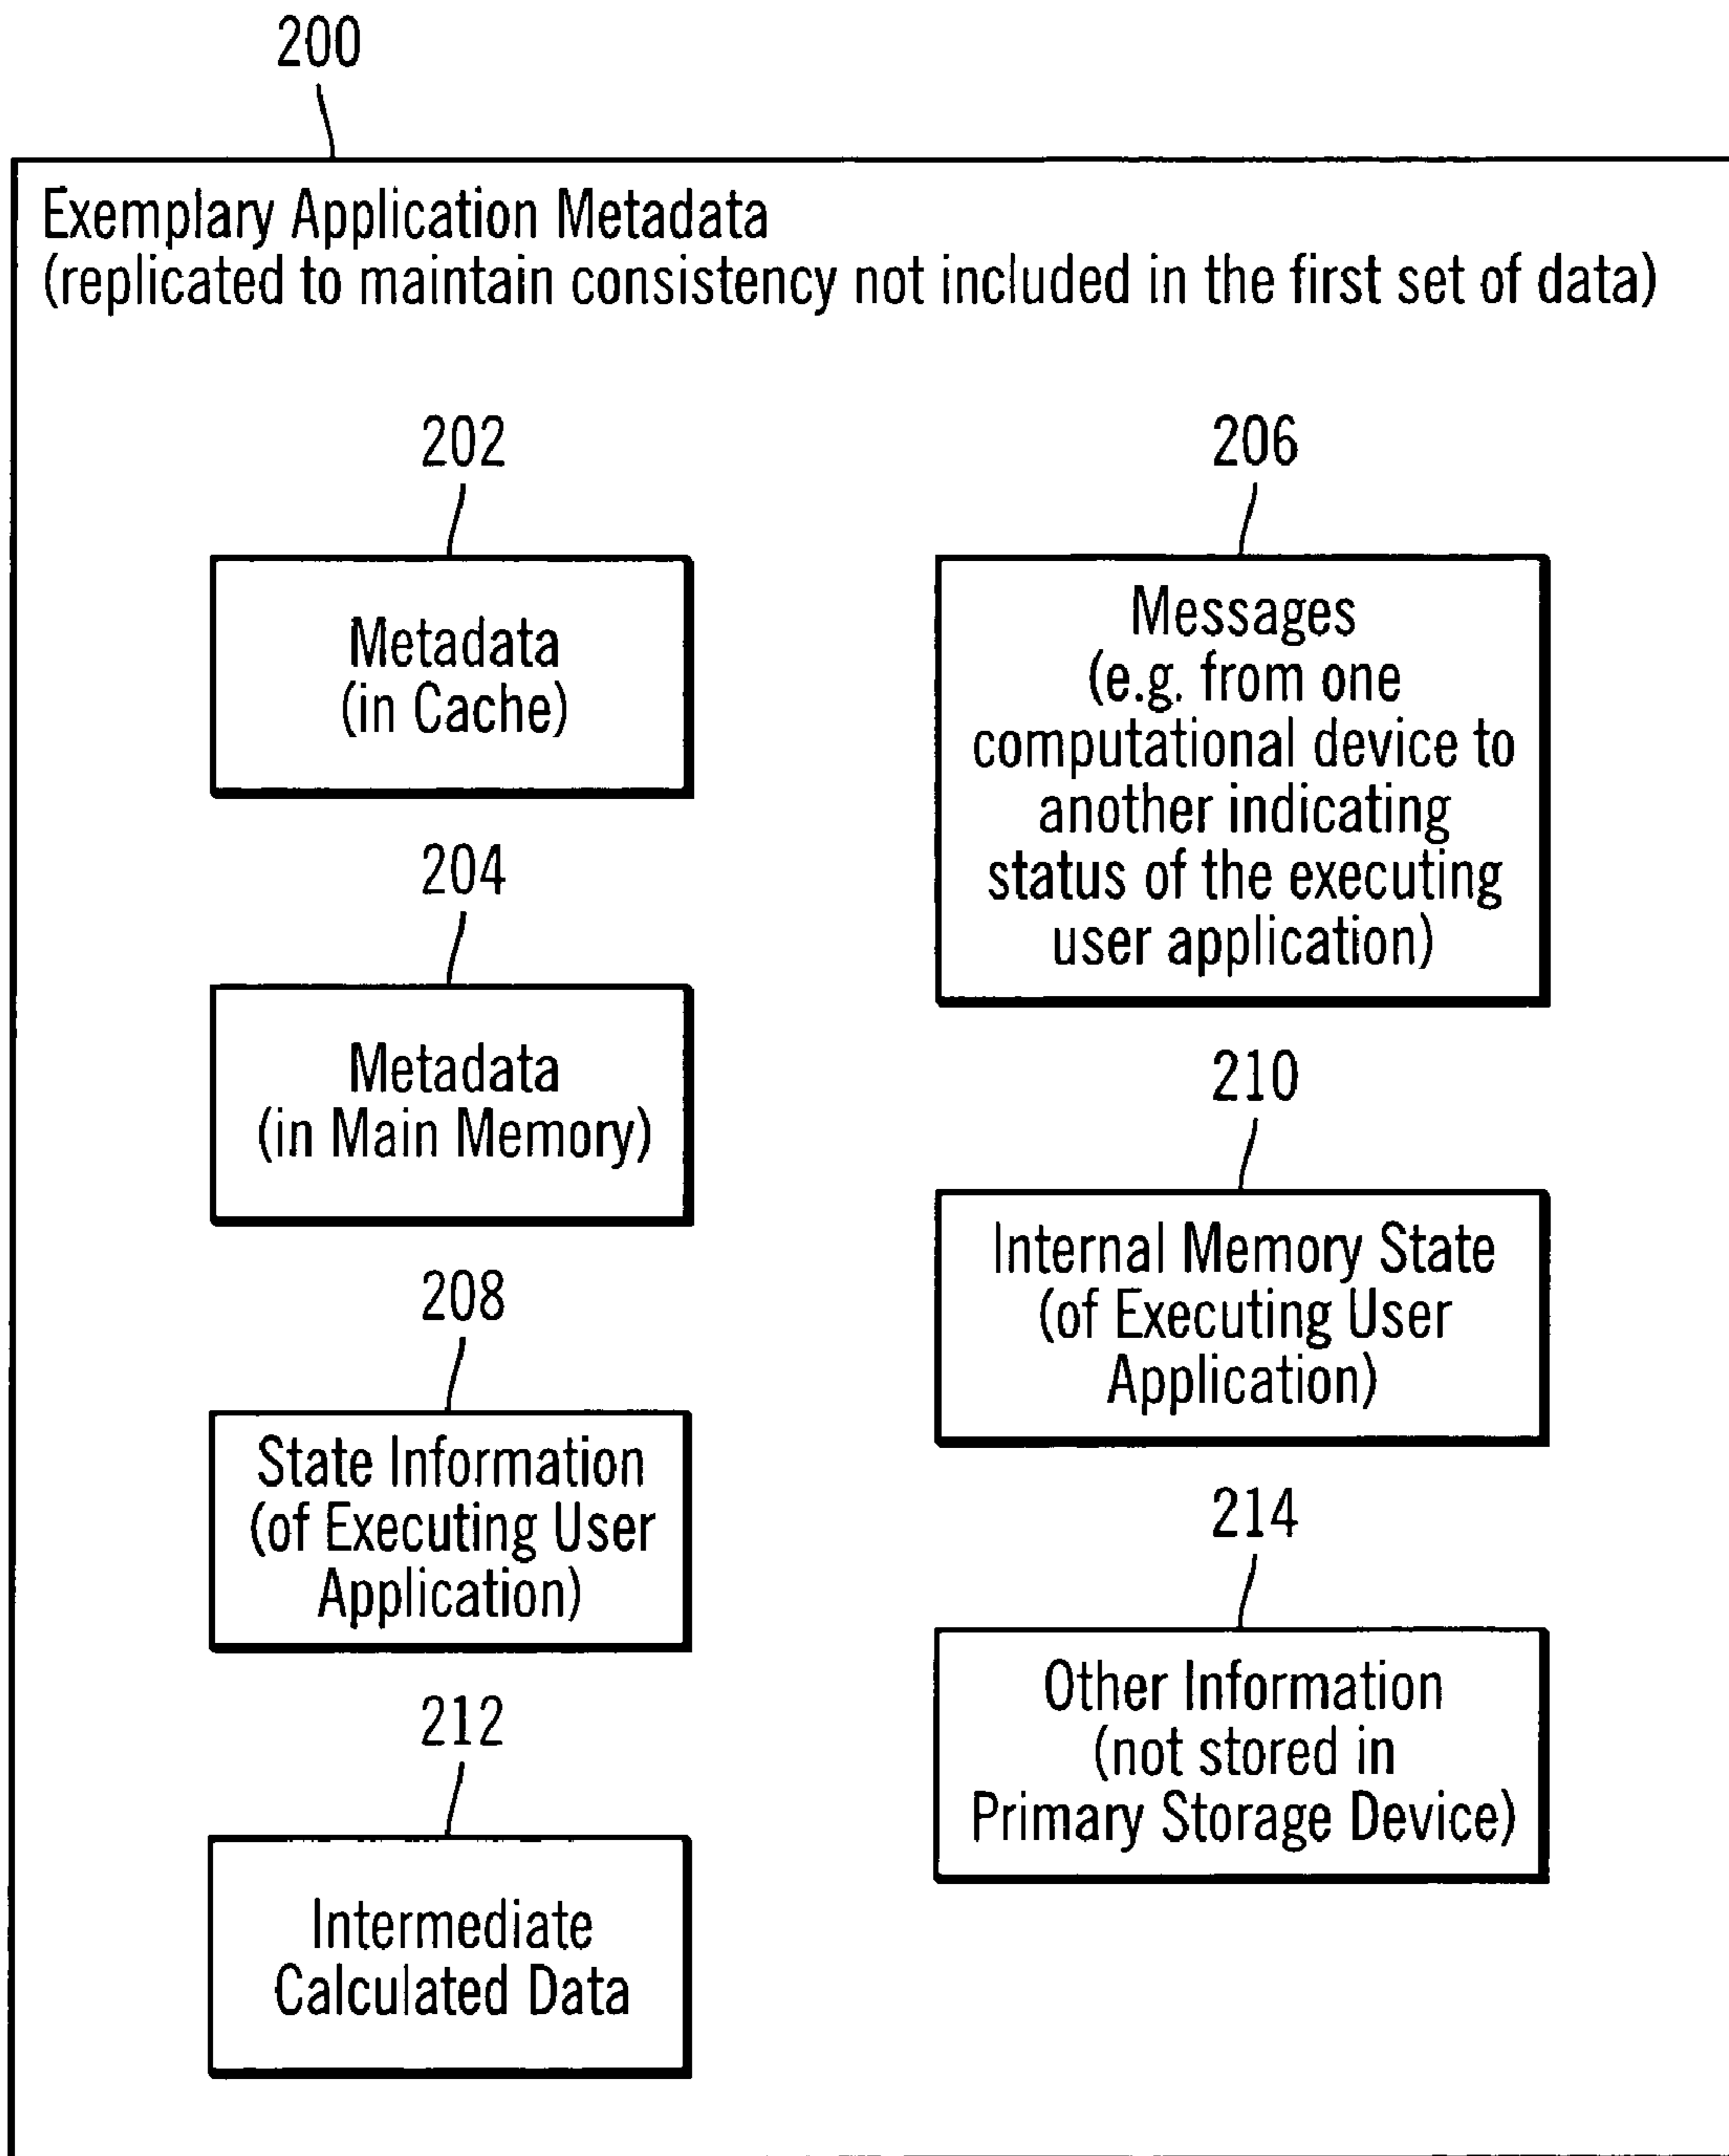 200
Exemplary Application Metadata
(replicated to maintain consistency not included in the first set of data)
202
Metadata
(in Cache)
204
Metadata
(in Main Memory)
208
State Information
(of Executing User
Application)
212
Intermediate
Calculated Data
206
Messages
(e.g. from one
computational device to
another indicating
status of the executing
user application)
210
Internal Memory State
(of Executing User
Application)
214
Other Information
(not stored in
Primary Storage Device)